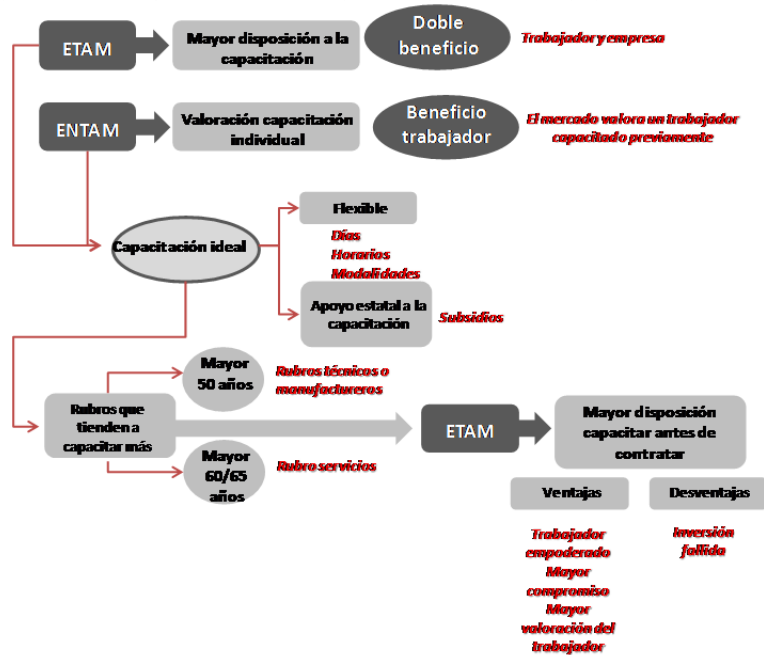 ETAM
Mayor disposición a la
capacitación
Doble
beneficio
Trabajador y empresa
ENTAM
Valoración capacitación
individual
Beneficio
trabajador
El mercado valora un trabajador
capacitado previamente
Capacitación ideal
Flexible
Días
Horarios
Modalidades
Apoyo estatal a la
capacitación
Subsidios
Mayor
50 años
Rubros técnicos o
manufactureros
Rubros que
tienden a
capacitar más
Mayor
60/65
años
Rubro servicios
ETAM
Mayor disposición
capacitar antes de
contratar
Ventajas
Desventajas
Trabajador
empoderado
Mayor
compromiso
Mayor
valoración del
trabajador
Inversión
fallida